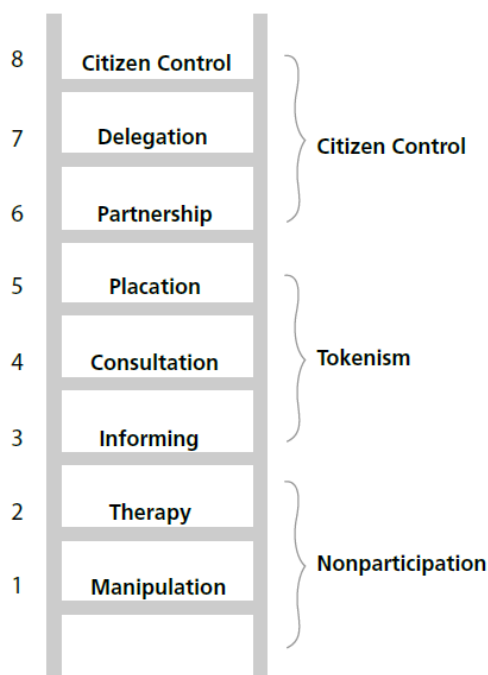 8 Citizen Control
7 Delegation
Citizen Control
6 Partnership
5 Placation
4 Consultation
Tokenism
3 Informing
2 Therapy
Nonparticipation
1 Manipulation